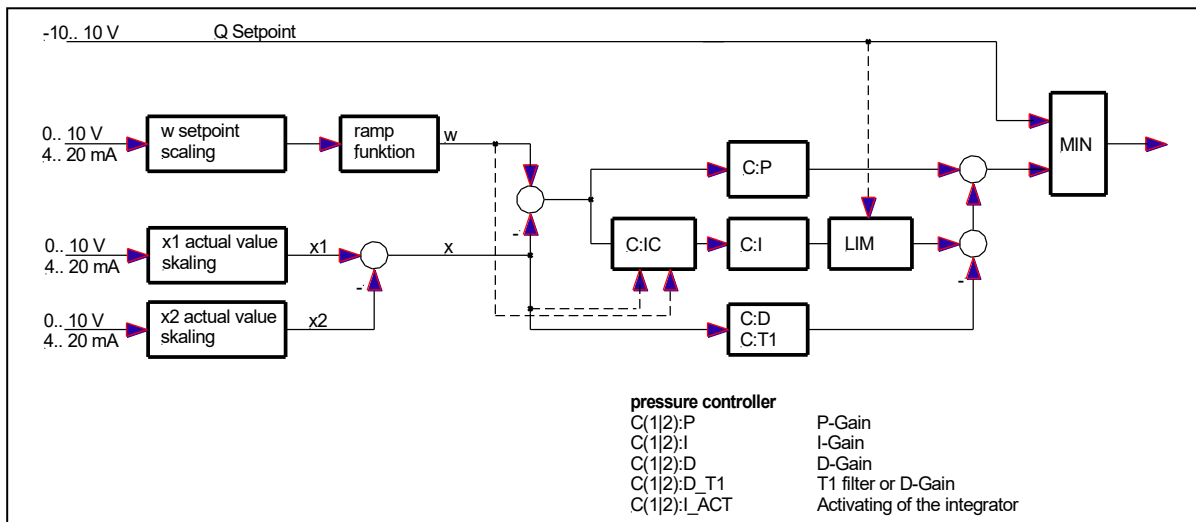 -10.. 10 V Q Setpoint
0.. 10 V
4.. 20 mA
w setpoint
scaling
ramp
funktion
w
MIN
C:P
0.. 10 V
4.. 20 mA
x1 actual value
skaling
x1
x
-
-
C:IC
C:I
LIM
-
0.. 10 V
4.. 20 mA
x2 actual value
skaling
x2
C:D
C:T1
pressure controller
C(1|2):P P-Gain
C(1|2):I I-Gain
C(1|2):D D-Gain
C(1|2):D_T1 T1 filter or D-Gain
C(1|2):I_ACT Activating of the integrator